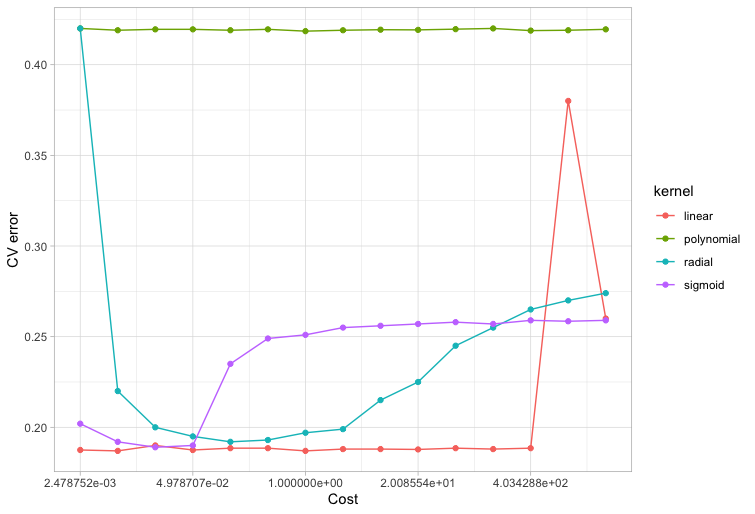 0.40
0.35
0.30
0.25
0.20
CV error
2.478752e-03 4.978707e-02 1.000000e+00 2.008554e+01 4.034288e+02
Cost
kernel
linear
polynomial
radial
sigmoid